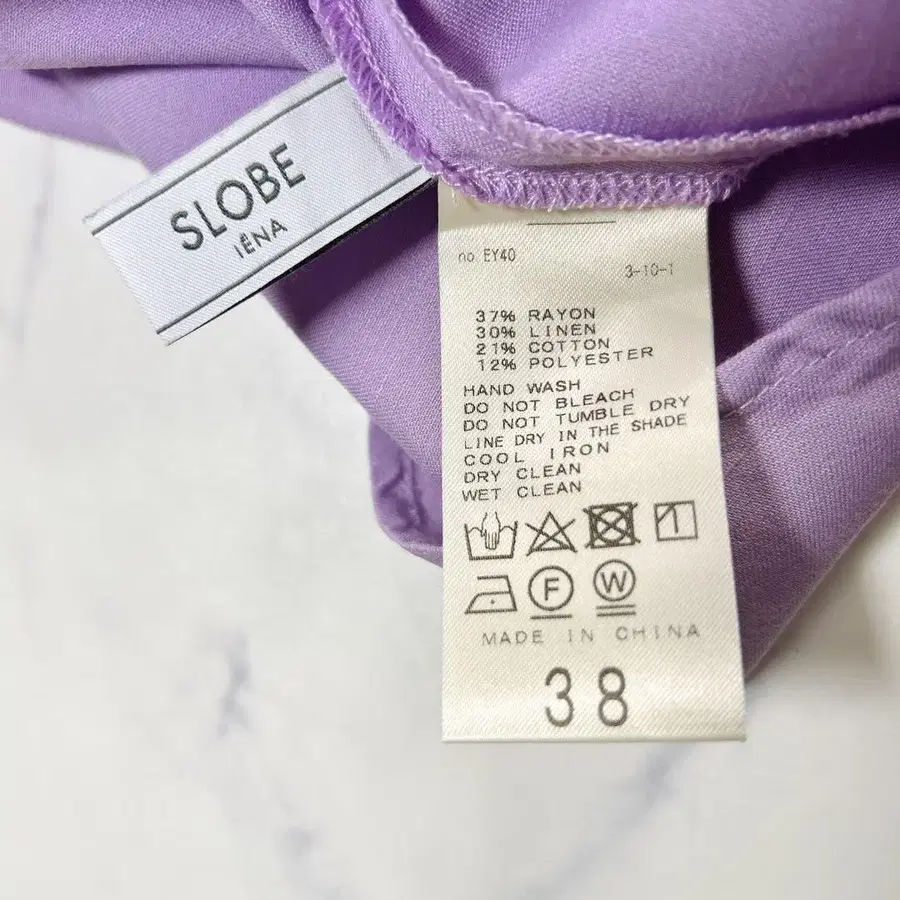 SLOBE
IÉNA
no. EY40
3-10-1
37% RAYON
30% LINEN
21% COTTON
12% POLYESTER
HAND WASH
DO NOT BLEACH
DO NOT TUMBLE DRY
LINE DRY IN THE SHADE
COOL IRON
DRY CLEAN
WET CLEAN
F W
MADE IN CHINA
38